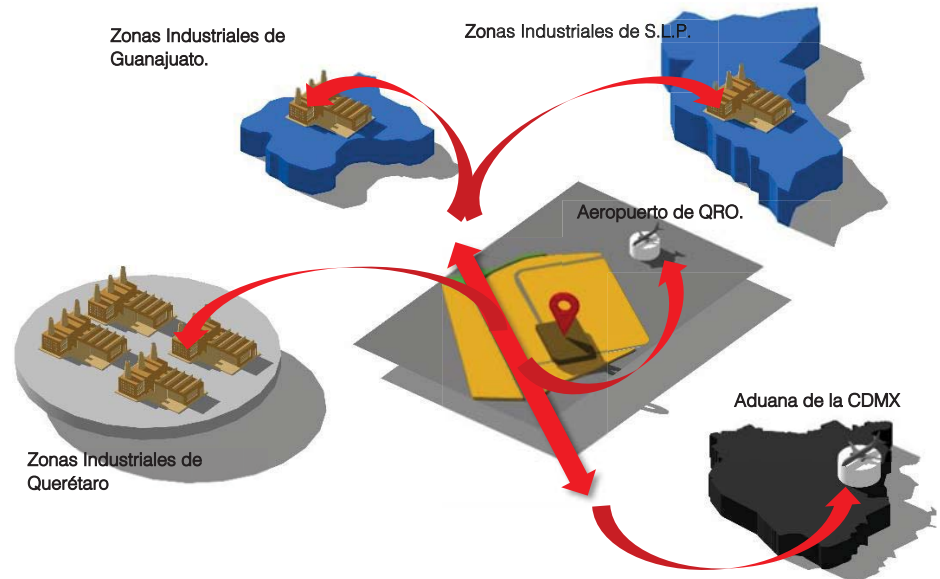 Zonas Industriales de
Guanajuato.
Zonas Industriales de S.L.P.
Aeropuerto de QRO.
Aduana de la CDMX
Zonas Industriales de
Querétaro